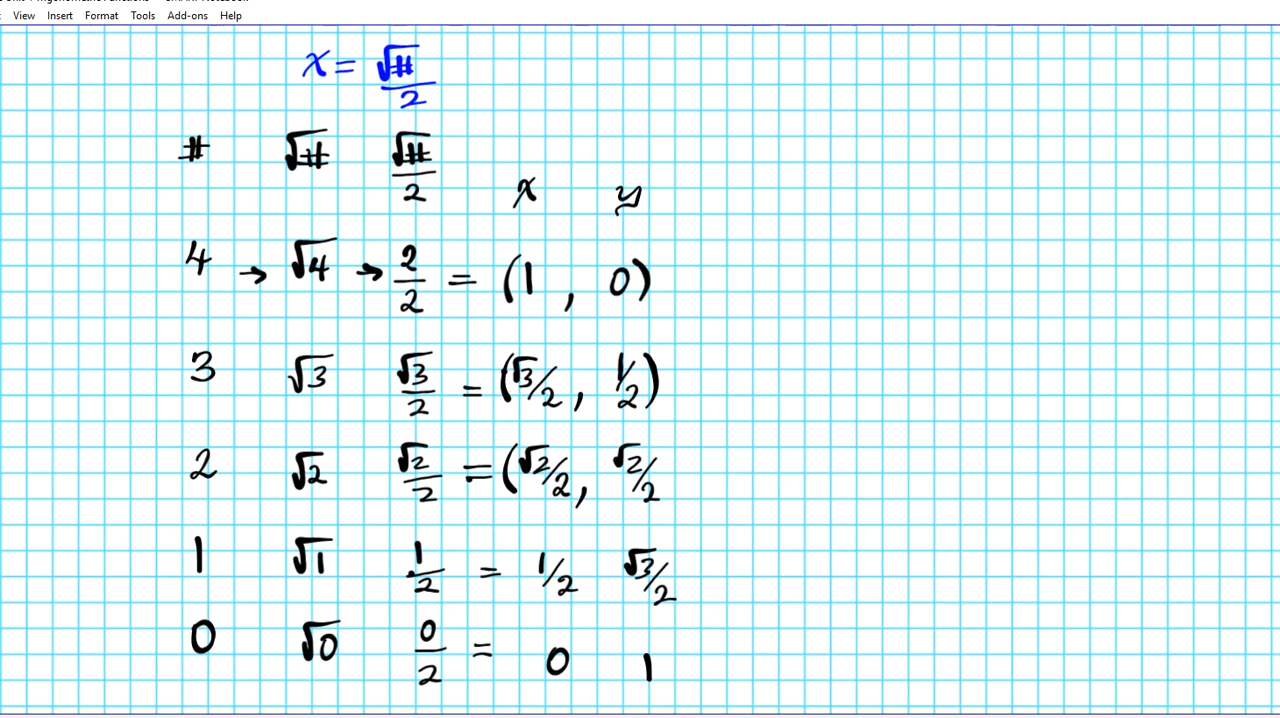 View Insert Format Tools Add-ons Help
x = √#/2
# √# √#/2
x y
4 → √4 → 2/2 = (1 , 0)
3 √3 √3/2 = (√3/2, 1/2)
2 √2 √2/2 = (√2/2, √2/2
1 √1 1/2 = 1/2 √3/2
0 √0 0/2 = 0 1